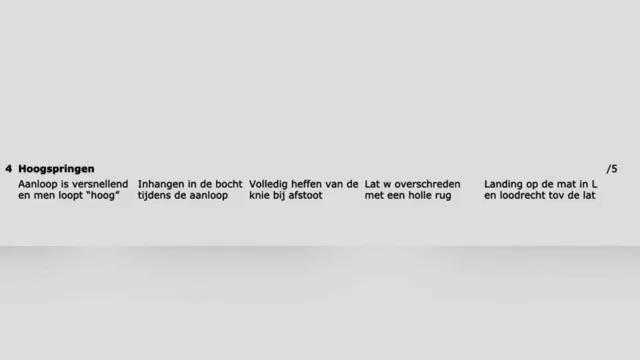 4 Hoogspringen /5
Aanloop is versnellend Inhangen in de bocht Volledig heffen van de Lat w overschreden Landing op de mat in L
en men loopt “hoog” tijdens de aanloop knie bij afstoot met een holle rug en loodrecht tov de lat